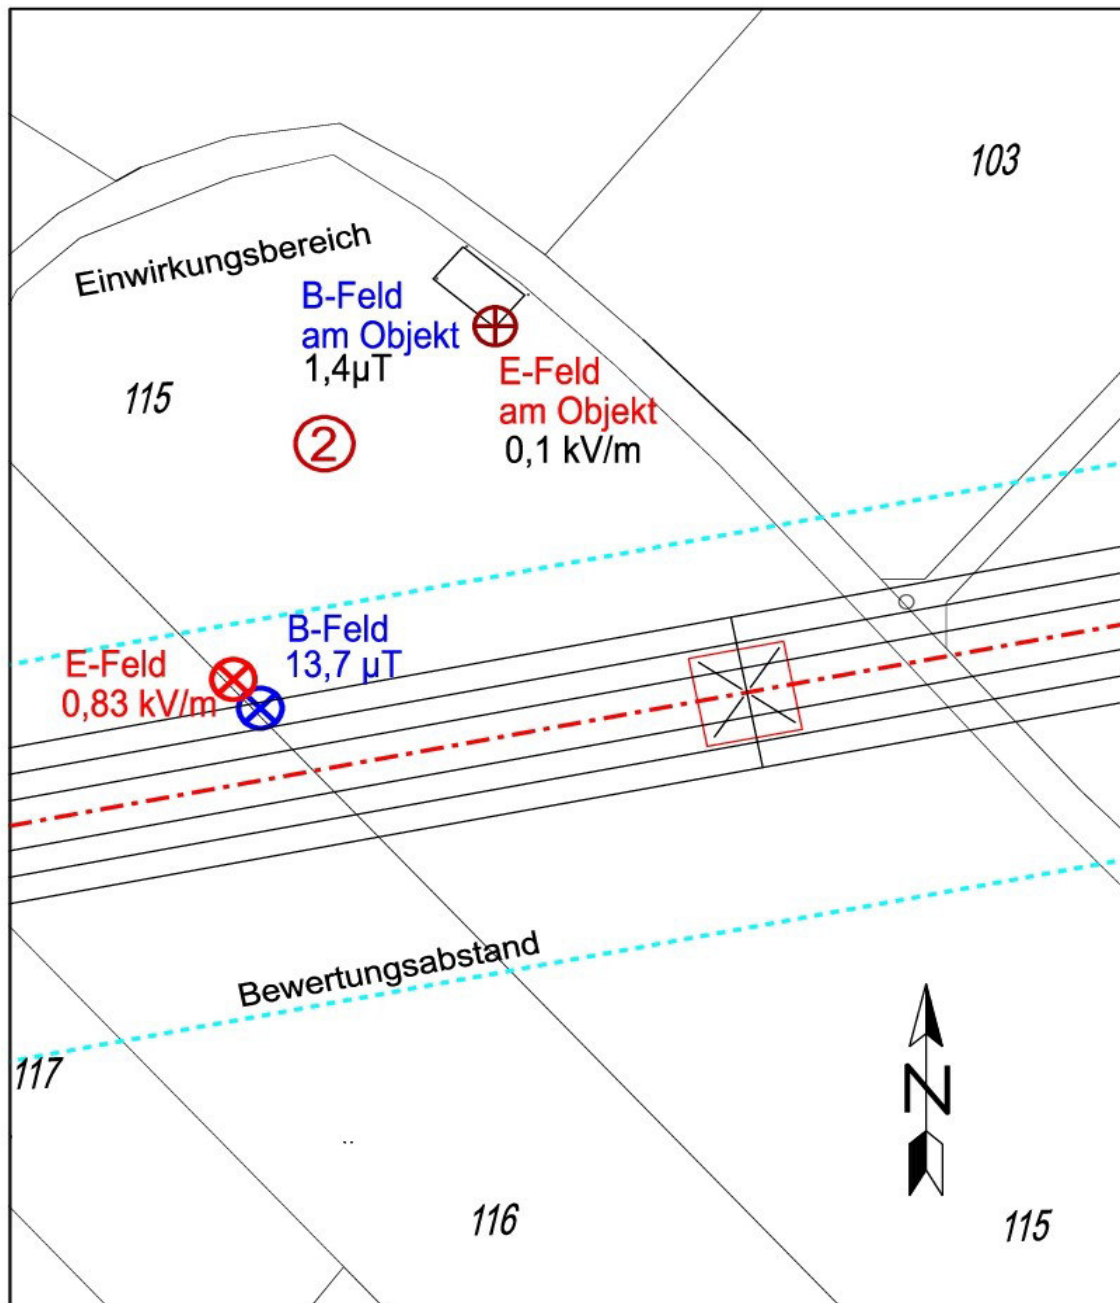 103
Einwirkungsbereich
B-Feld
am Objekt
1,4µT
E-Feld
am Objekt
0,1 kV/m
115
2
B-Feld
13,7 µT
E-Feld
0,83 kV/m
Bewertungsabstand
117
N
116
115